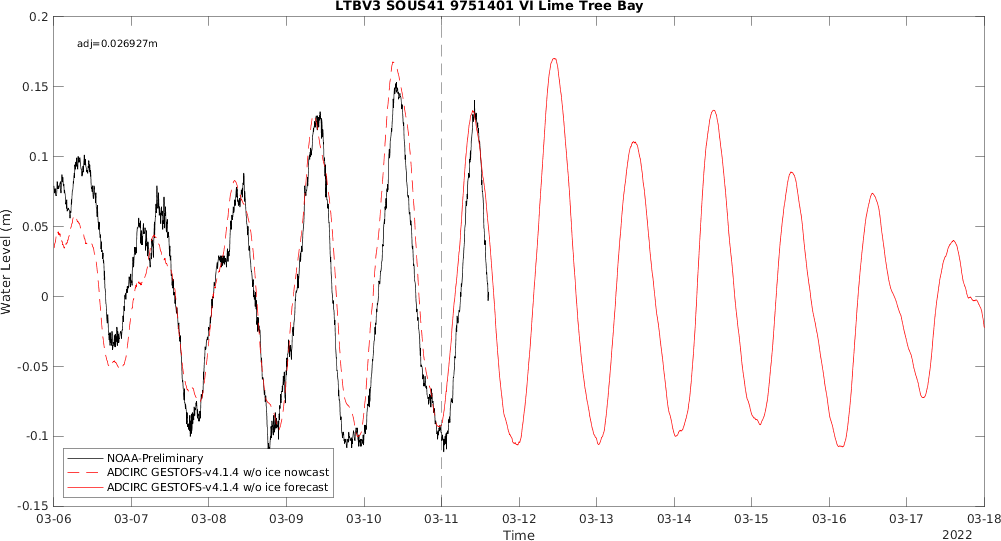 LTBV3 SOUS41 9751401 VI Lime Tree Bay
adj=0.026927m
0.2
0.15
0.1
0.05
0
-0.05
-0.1
-0.15
Water Level (m)
NOAA-Preliminary
ADCIRC GESTOFS-v4.1.4 w/o ice nowcast
ADCIRC GESTOFS-v4.1.4 w/o ice forecast
03-06 03-07 03-08 03-09 03-10 03-11 03-12 03-13 03-14 03-15 03-16 03-17 03-18
Time
2022